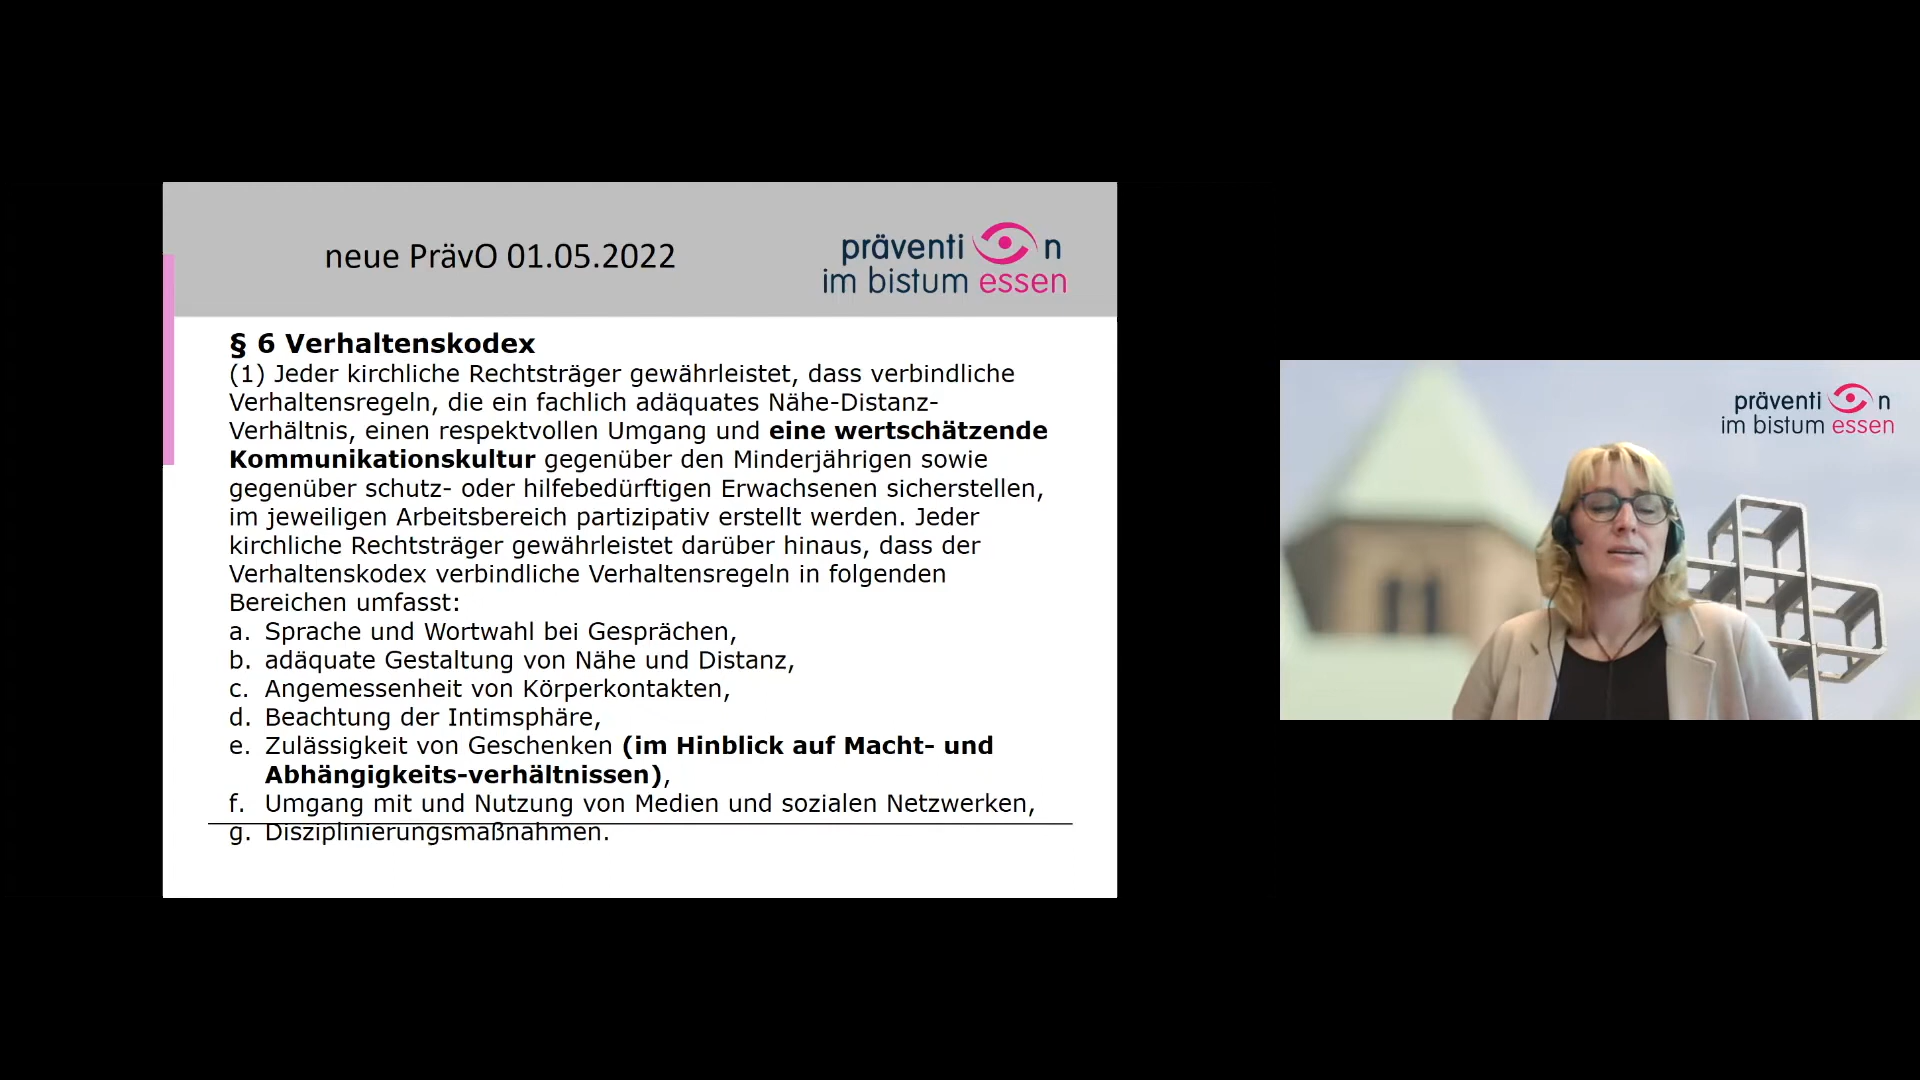 neue PrävO 01.05.2022
präventi n
im bistum essen
§ 6 Verhaltenskodex
(1) Jeder kirchliche Rechtsträger gewährleistet, dass verbindliche
Verhaltensregeln, die ein fachlich adäquates Nähe-Distanz-
Verhältnis, einen respektvollen Umgang und eine wertschätzende
Kommunikationskultur gegenüber den Minderjährigen sowie
gegenüber schutz- oder hilfebedürftigen Erwachsenen sicherstellen,
im jeweiligen Arbeitsbereich partizipativ erstellt werden. Jeder
kirchliche Rechtsträger gewährleistet darüber hinaus, dass der
Verhaltenskodex verbindliche Verhaltensregeln in folgenden
Bereichen umfasst:
a. Sprache und Wortwahl bei Gesprächen,
b. adäquate Gestaltung von Nähe und Distanz,
c. Angemessenheit von Körperkontakten,
d. Beachtung der Intimsphäre,
e. Zulässigkeit von Geschenken (im Hinblick auf Macht- und
Abhängigkeits-verhältnissen),
f. Umgang mit und Nutzung von Medien und sozialen Netzwerken,
g. Disziplinierungsmaßnahmen.
präventi n
im bistum essen